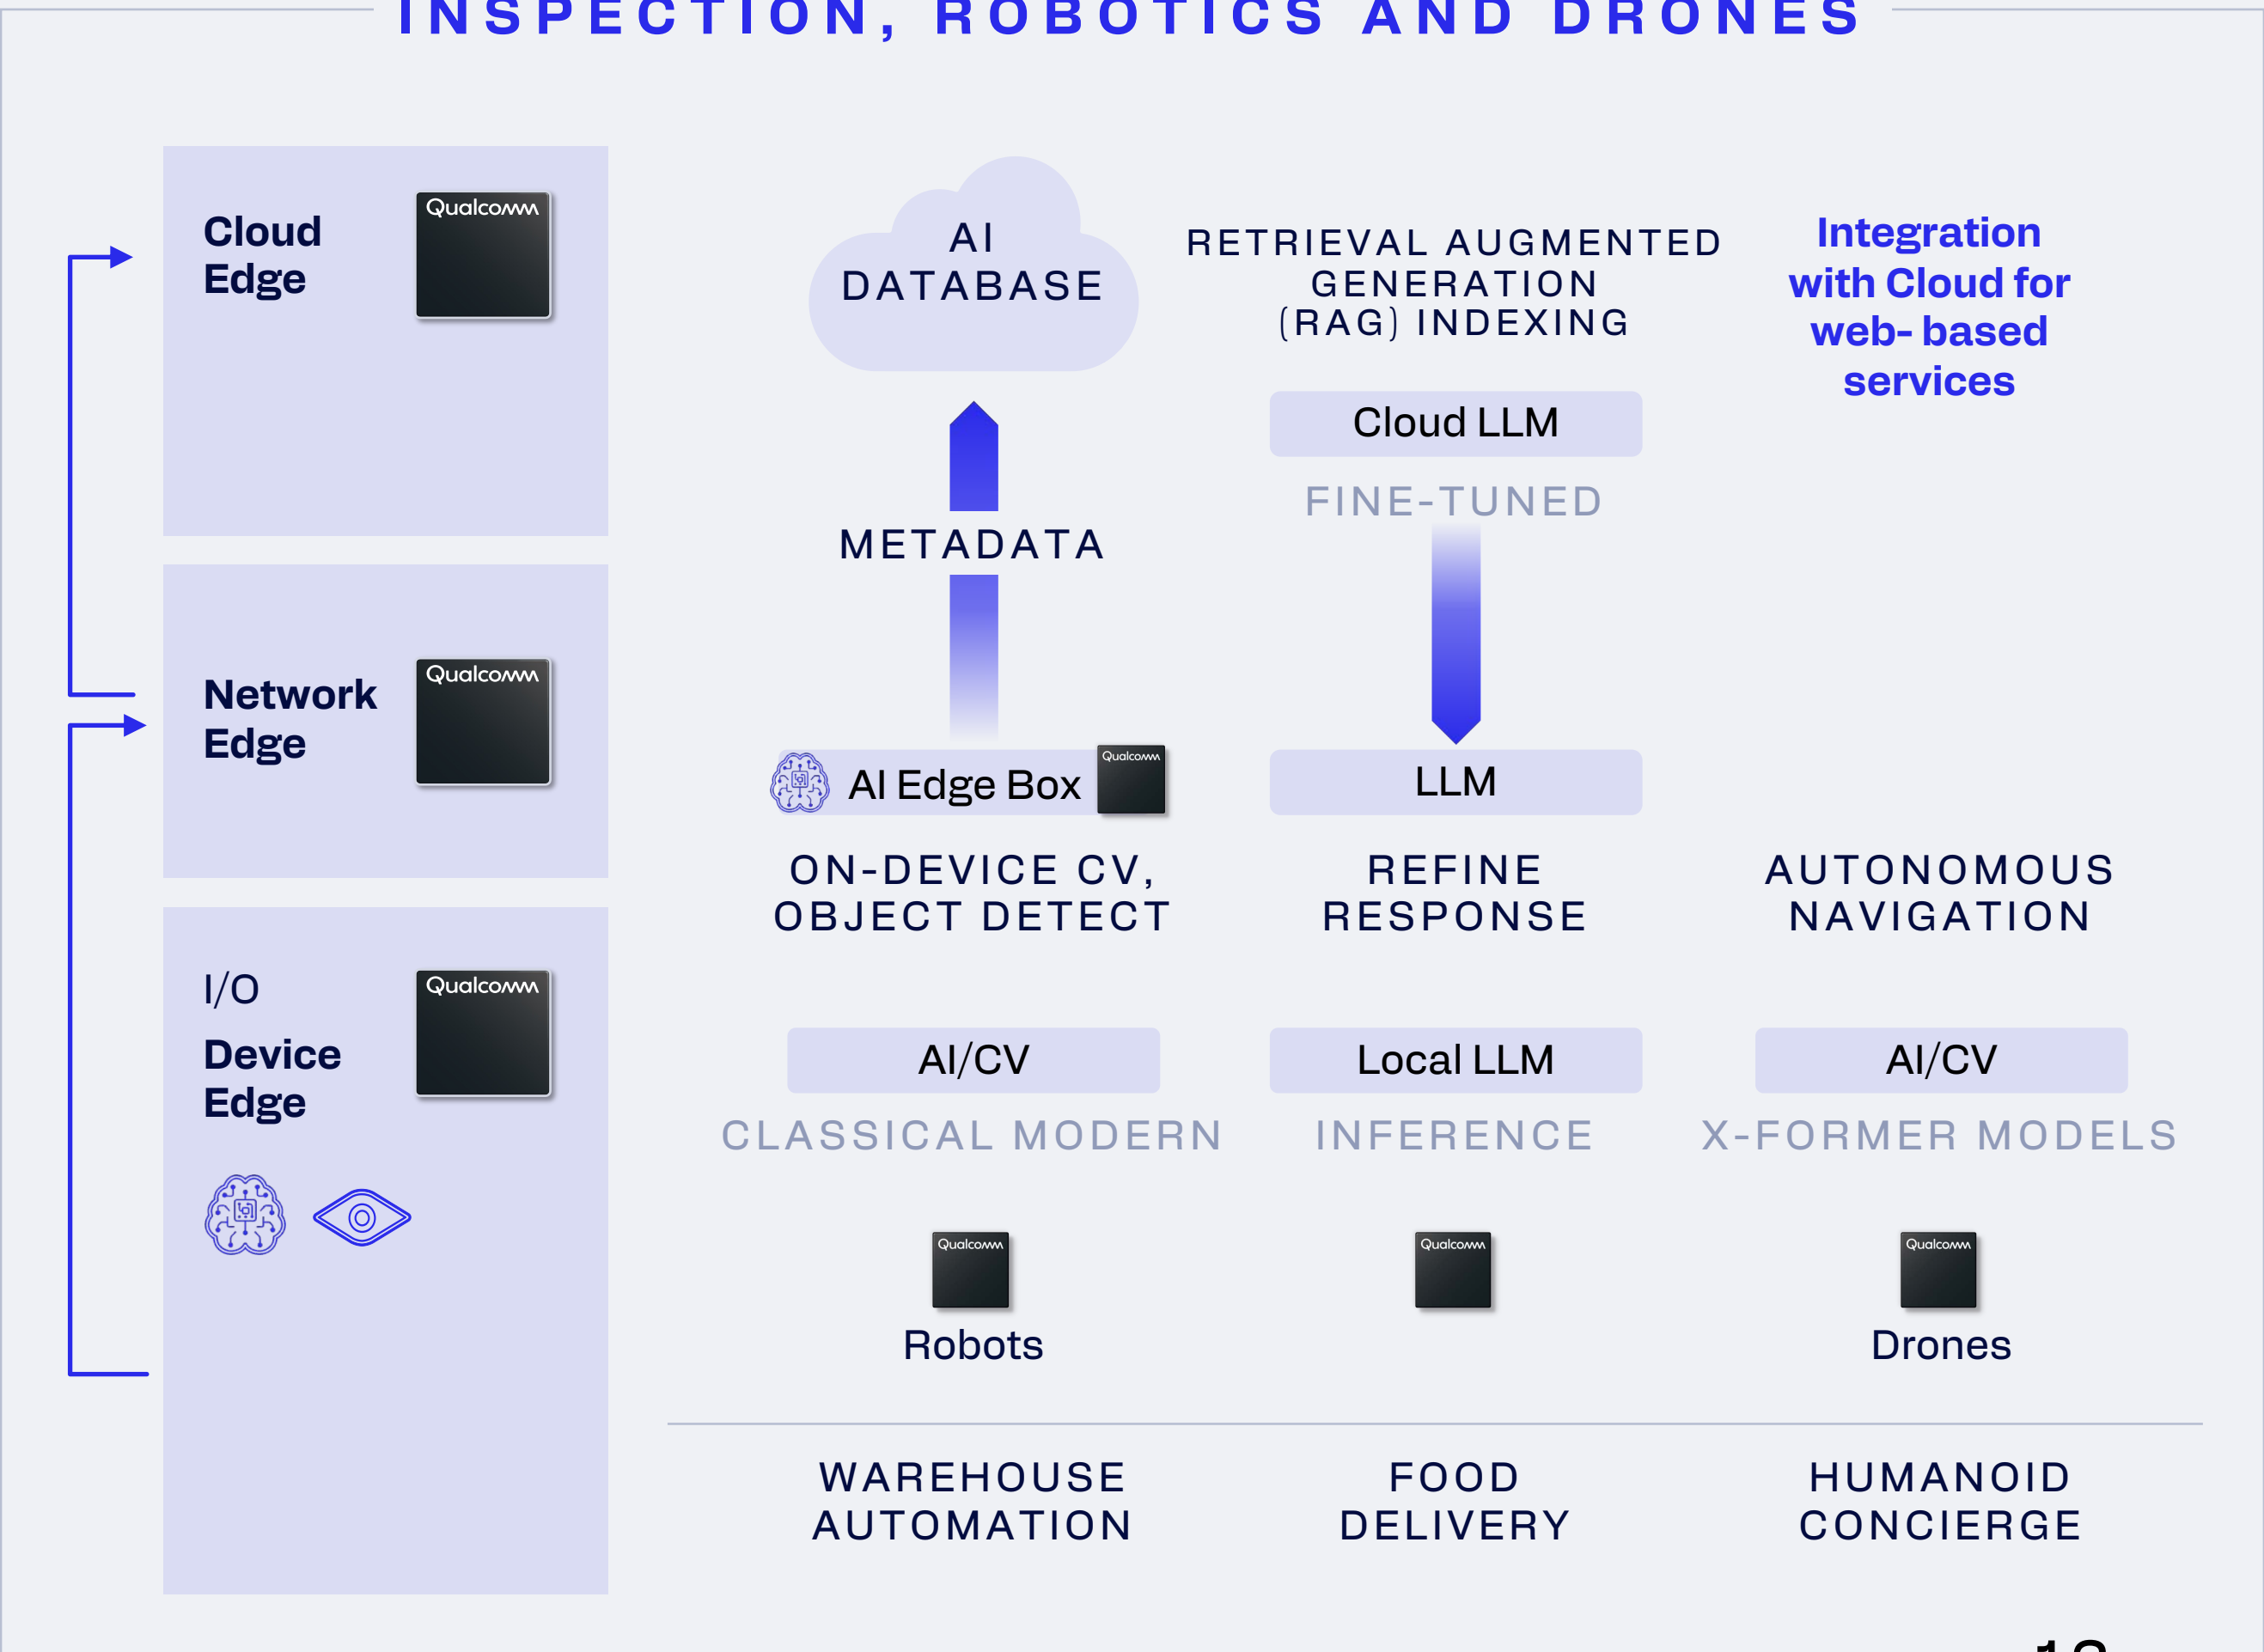 INSPECTION, ROBOTICS AND DRONES
Cloud
Edge
Qualcomm
Network
Edge
Qualcomm
I/O
Device
Edge
Qualcomm
AI
DATABASE
METADATA
AI Edge Box
Qualcomm
ON-DEVICE CV,
OBJECT DETECT
AI/CV
CLASSICAL MODERN
Qualcomm
Robots
WAREHOUSE
AUTOMATION
RETRIEVAL AUGMENTED
GENERATION
(RAG) INDEXING
Cloud LLM
FINE-TUNED
LLM
REFINE
RESPONSE
Local LLM
INFERENCE
Qualcomm
FOOD
DELIVERY
Integration
with Cloud for
web- based
services
AUTONOMOUS
NAVIGATION
AI/CV
X-FORMER MODELS
Qualcomm
Drones
HUMANOID
CONCIERGE